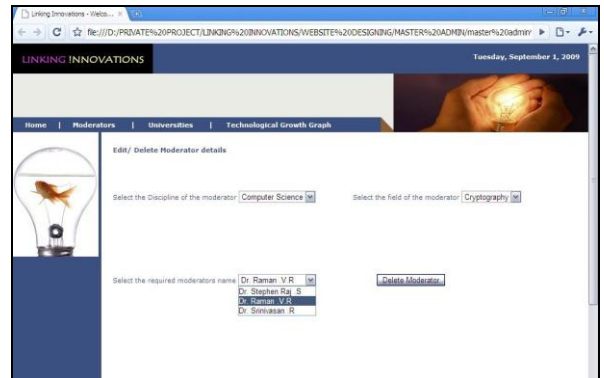 Linking Innovations - Welco...
file:///D:/PRIVATE%20PROJECT/LINKING%20INNOVATIONS/WEBSITE%20DESIGNING/MASTER%20ADMIN/master%20admin
LINKING !NNOVATIONS
Tuesday, September 1, 2009
Home | Moderators | Universities | Technological Growth Graph
Edit/ Delete Moderator details
Select the Discipline of the moderator Computer Science Select the field of the moderator Cryptography
Select the required moderators name Dr. Raman V.R Delete Moderator
Dr. Stephen Raj S
Dr. Raman V.R
Dr. Srinivasan R